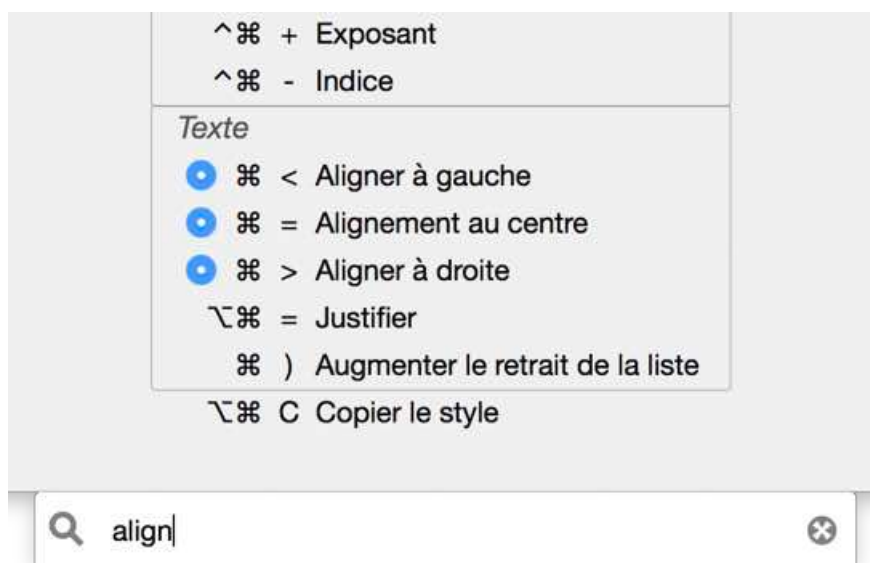 ^⌘ + Exposant
^⌘ - Indice
Texte
⌘ < Aligner à gauche
⌘ = Alignement au centre
⌘ > Aligner à droite
⌥⌘ = Justifier
⌘ ) Augmenter le retrait de la liste
⌥⌘ C Copier le style
align